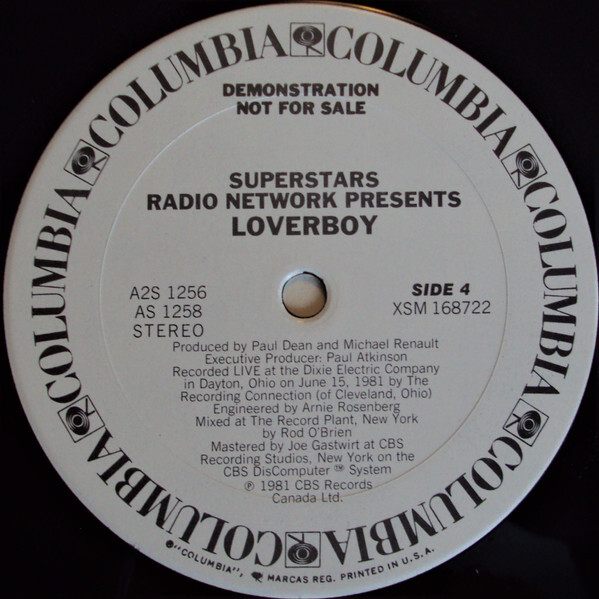 COLUMBIA COLUMBIA COLUMBIA COLUMBIA COLUMBIA COLUMBIA COLUMBIA COLUMBIA
DEMONSTRATION
NOT FOR SALE
SUPERSTARS
RADIO NETWORK PRESENTS
LOVERBOY
A2S 1256
AS 1258
STEREO
SIDE 4
XSM 168722
Produced by Paul Dean and Michael Renault
Executive Producer: Paul Atkinson
Recorded LIVE at the Dixie Electric Company
in Dayton, Ohio on June 15, 1981 by The
Recording Connection (of Cleveland, Ohio)
Engineered by Arnie Rosenberg
Mixed at The Record Plant, New York
by Rod O'Brien
Mastered by Joe Gastwirt at CBS
Recording Studios, New York on the
CBS DisComputer ™ System
℗ 1981 CBS Records
Canada Ltd.
"COLUMBIA", MARCAS REG. PRINTED IN U.S.A.